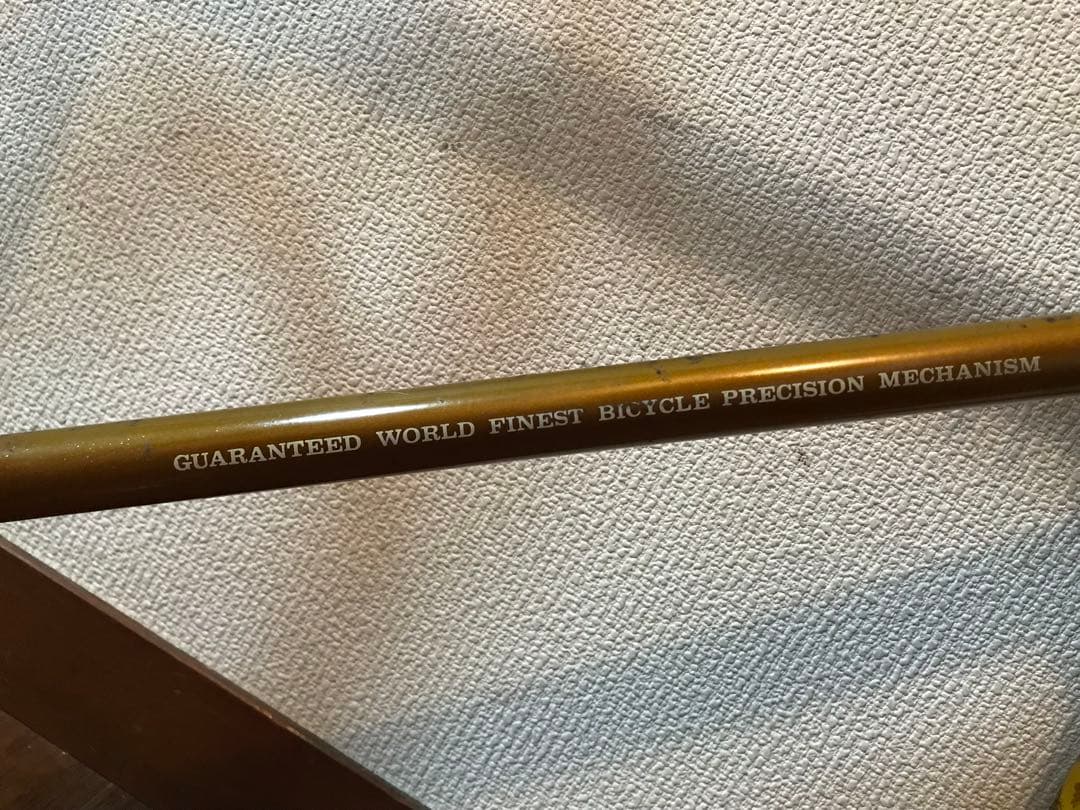 GUARANTEED WORLD FINEST BICYCLE PRECISION MECHANISM